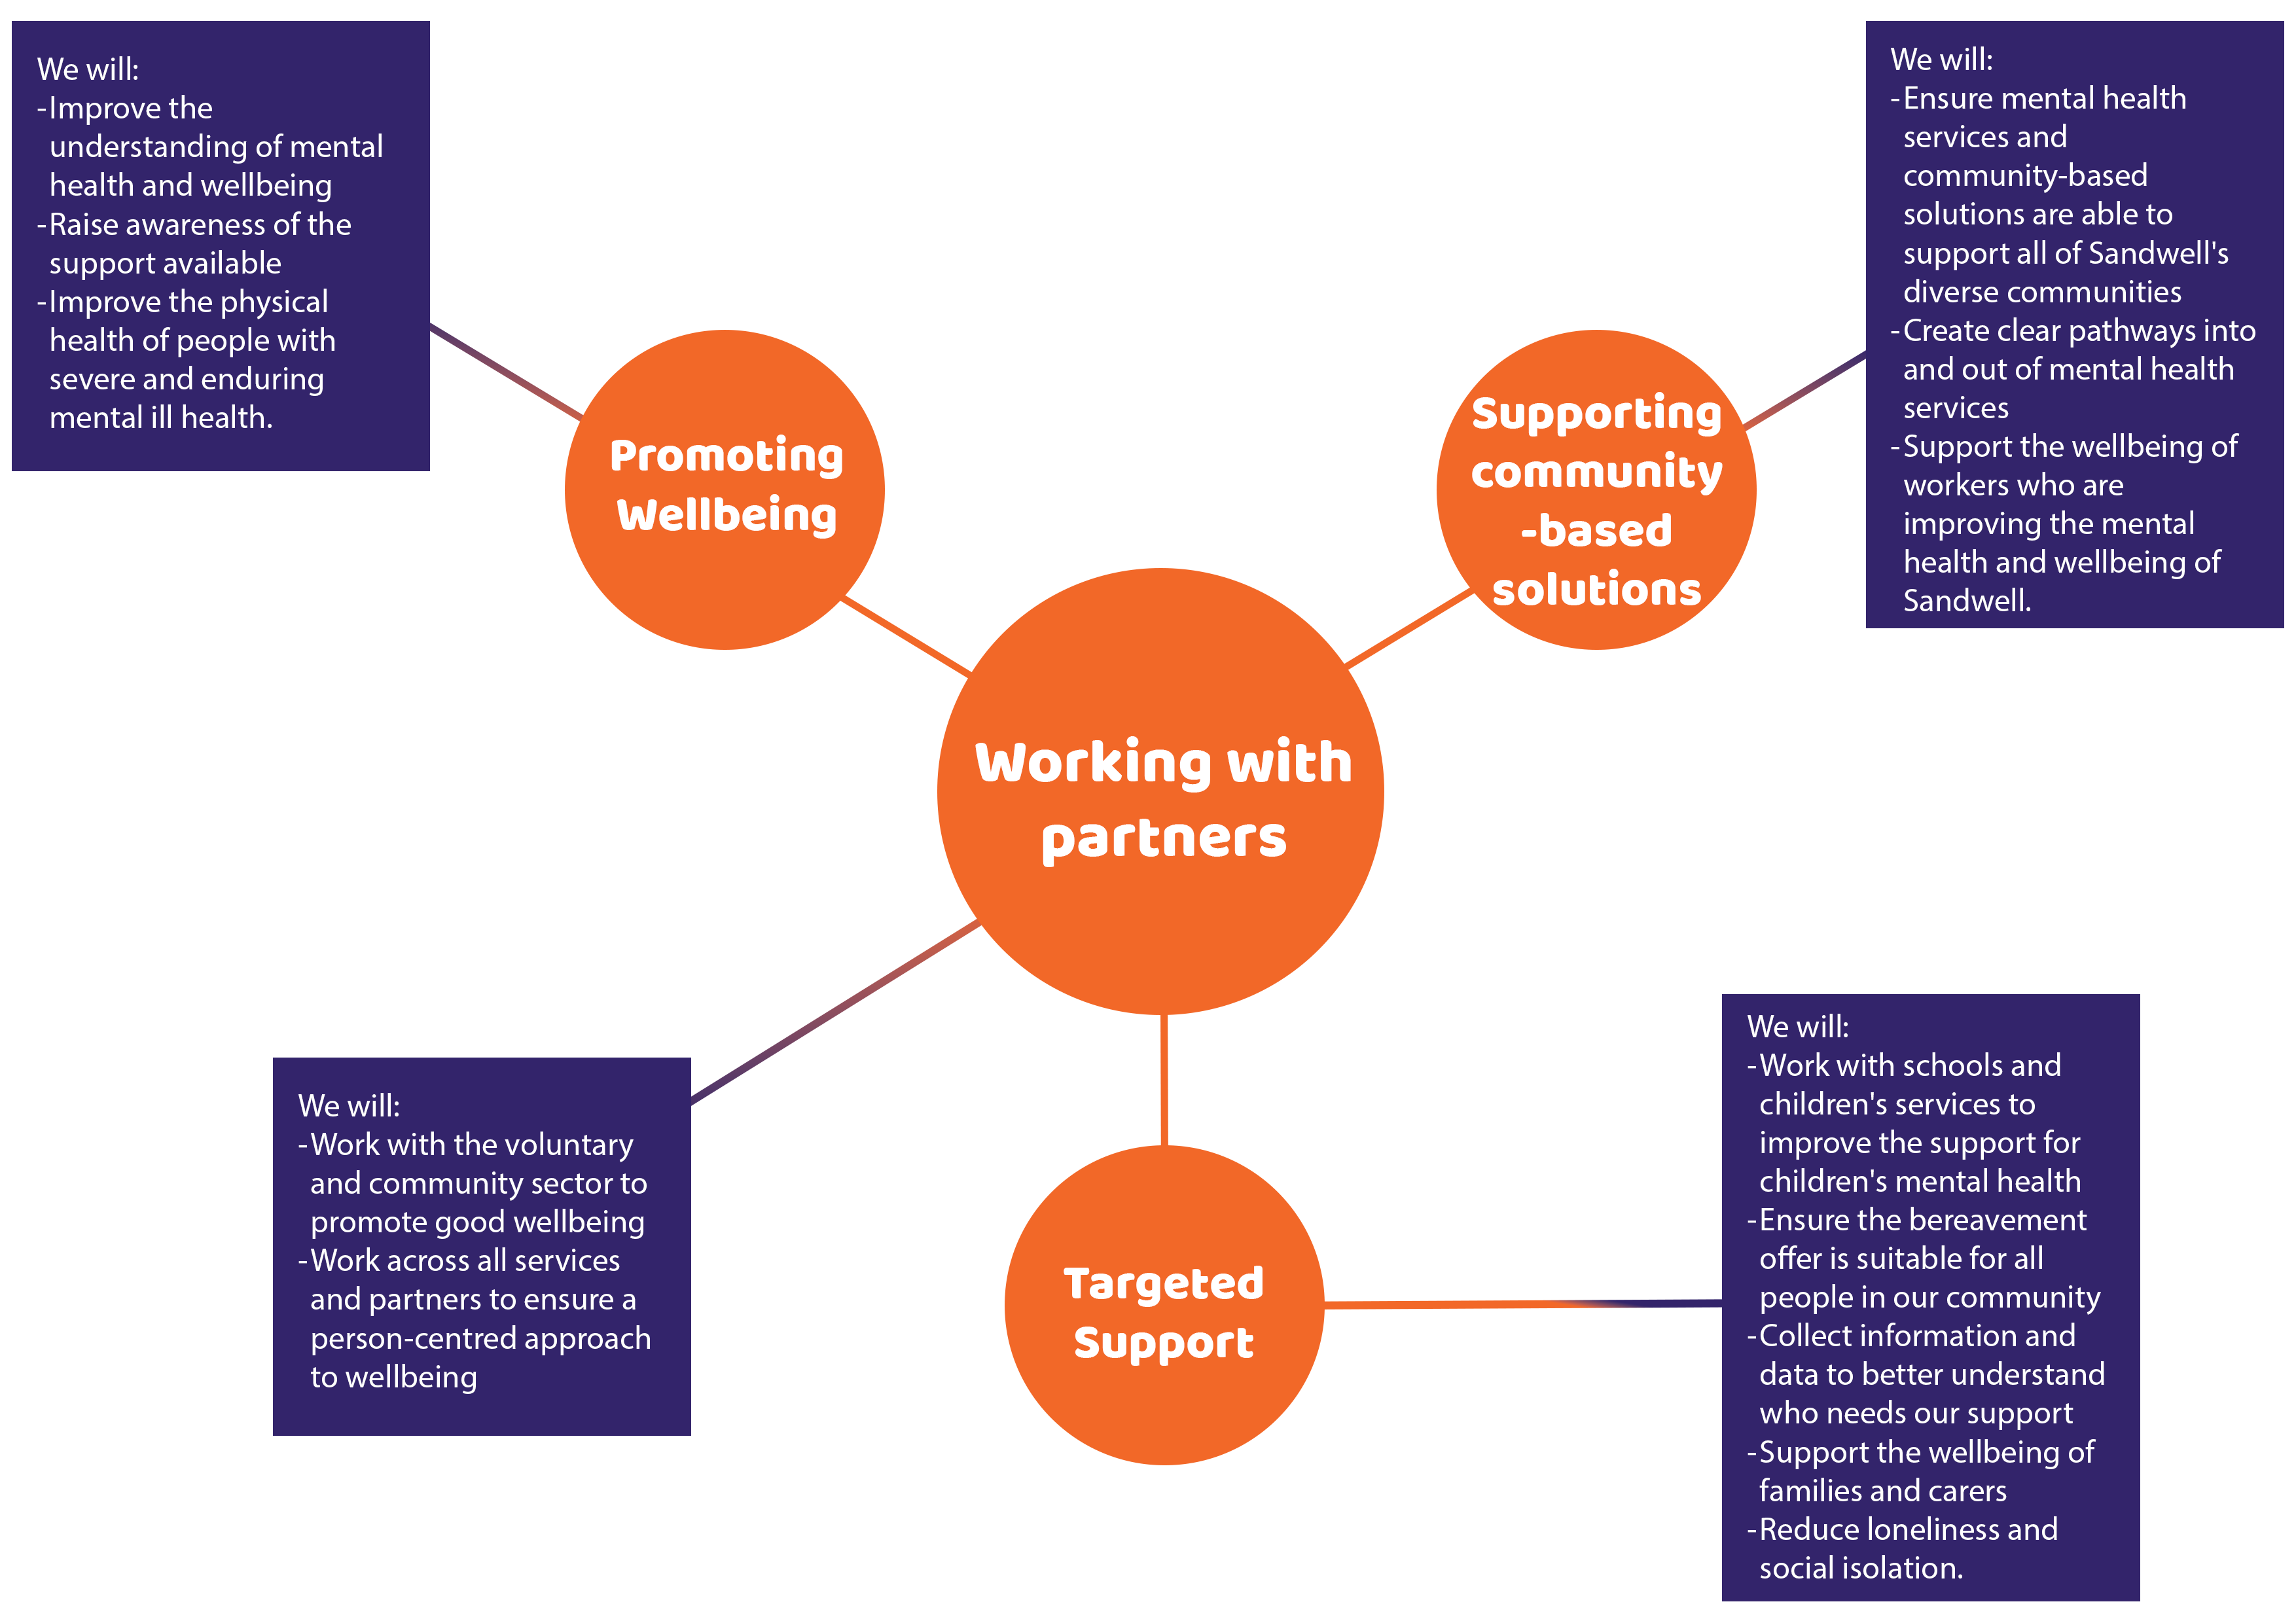 We will:
-Improve the
understanding of mental
health and wellbeing
-Raise awareness of the
support available
-Improve the physical
health of people with
severe and enduring
mental ill health.
Promoting
Wellbeing
We will:
-Ensure mental health
services and
community-based
solutions are able to
support all of Sandwell's
diverse communities
-Create clear pathways into
and out of mental health
services
-Support the wellbeing of
workers who are
improving the mental
health and wellbeing of
Sandwell.
Supporting
community
-based
solutions
Working with
partners
We will:
-Work with the voluntary
and community sector to
promote good wellbeing
-Work across all services
and partners to ensure a
person-centred approach
to wellbeing
Targeted
Support
We will:
-Work with schools and
children's services to
improve the support for
children's mental health
-Ensure the bereavement
offer is suitable for all
people in our community
-Collect information and
data to better understand
who needs our support
-Support the wellbeing of
families and carers
-Reduce loneliness and
social isolation.